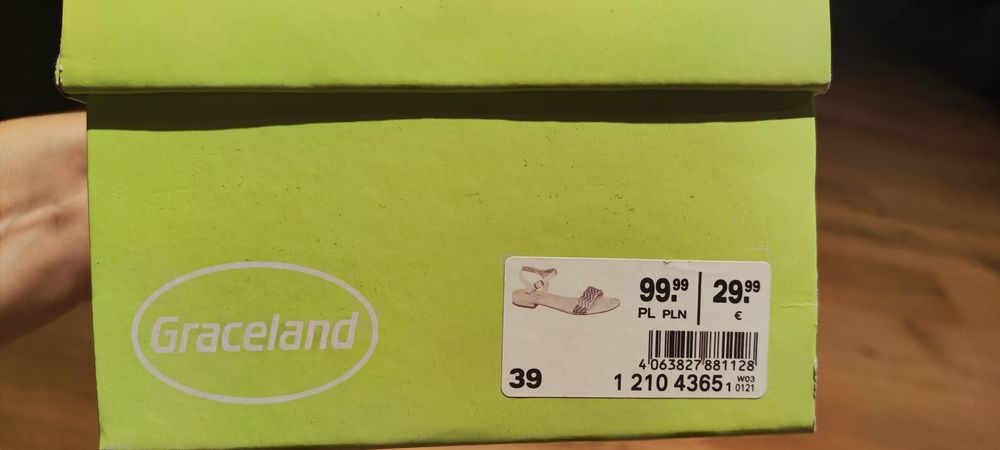 Graceland
99.99 29.99
PL PLN €
4 063827 881128
39 1 210 4365 1 W03
0121